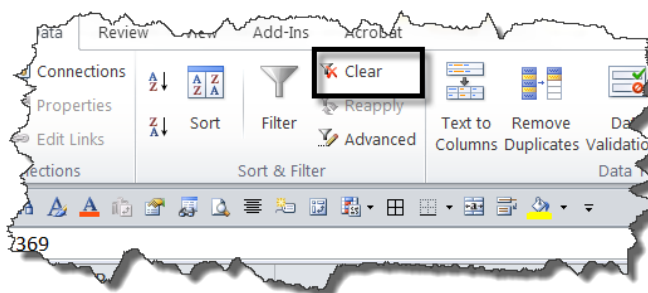 Data Review View Add-Ins Acrobat
Connections
Properties
Edit Links
Sort
Filter
Clear
Reapply
Advanced
Text to
Columns
Remove
Duplicates
Sort & Filter
369